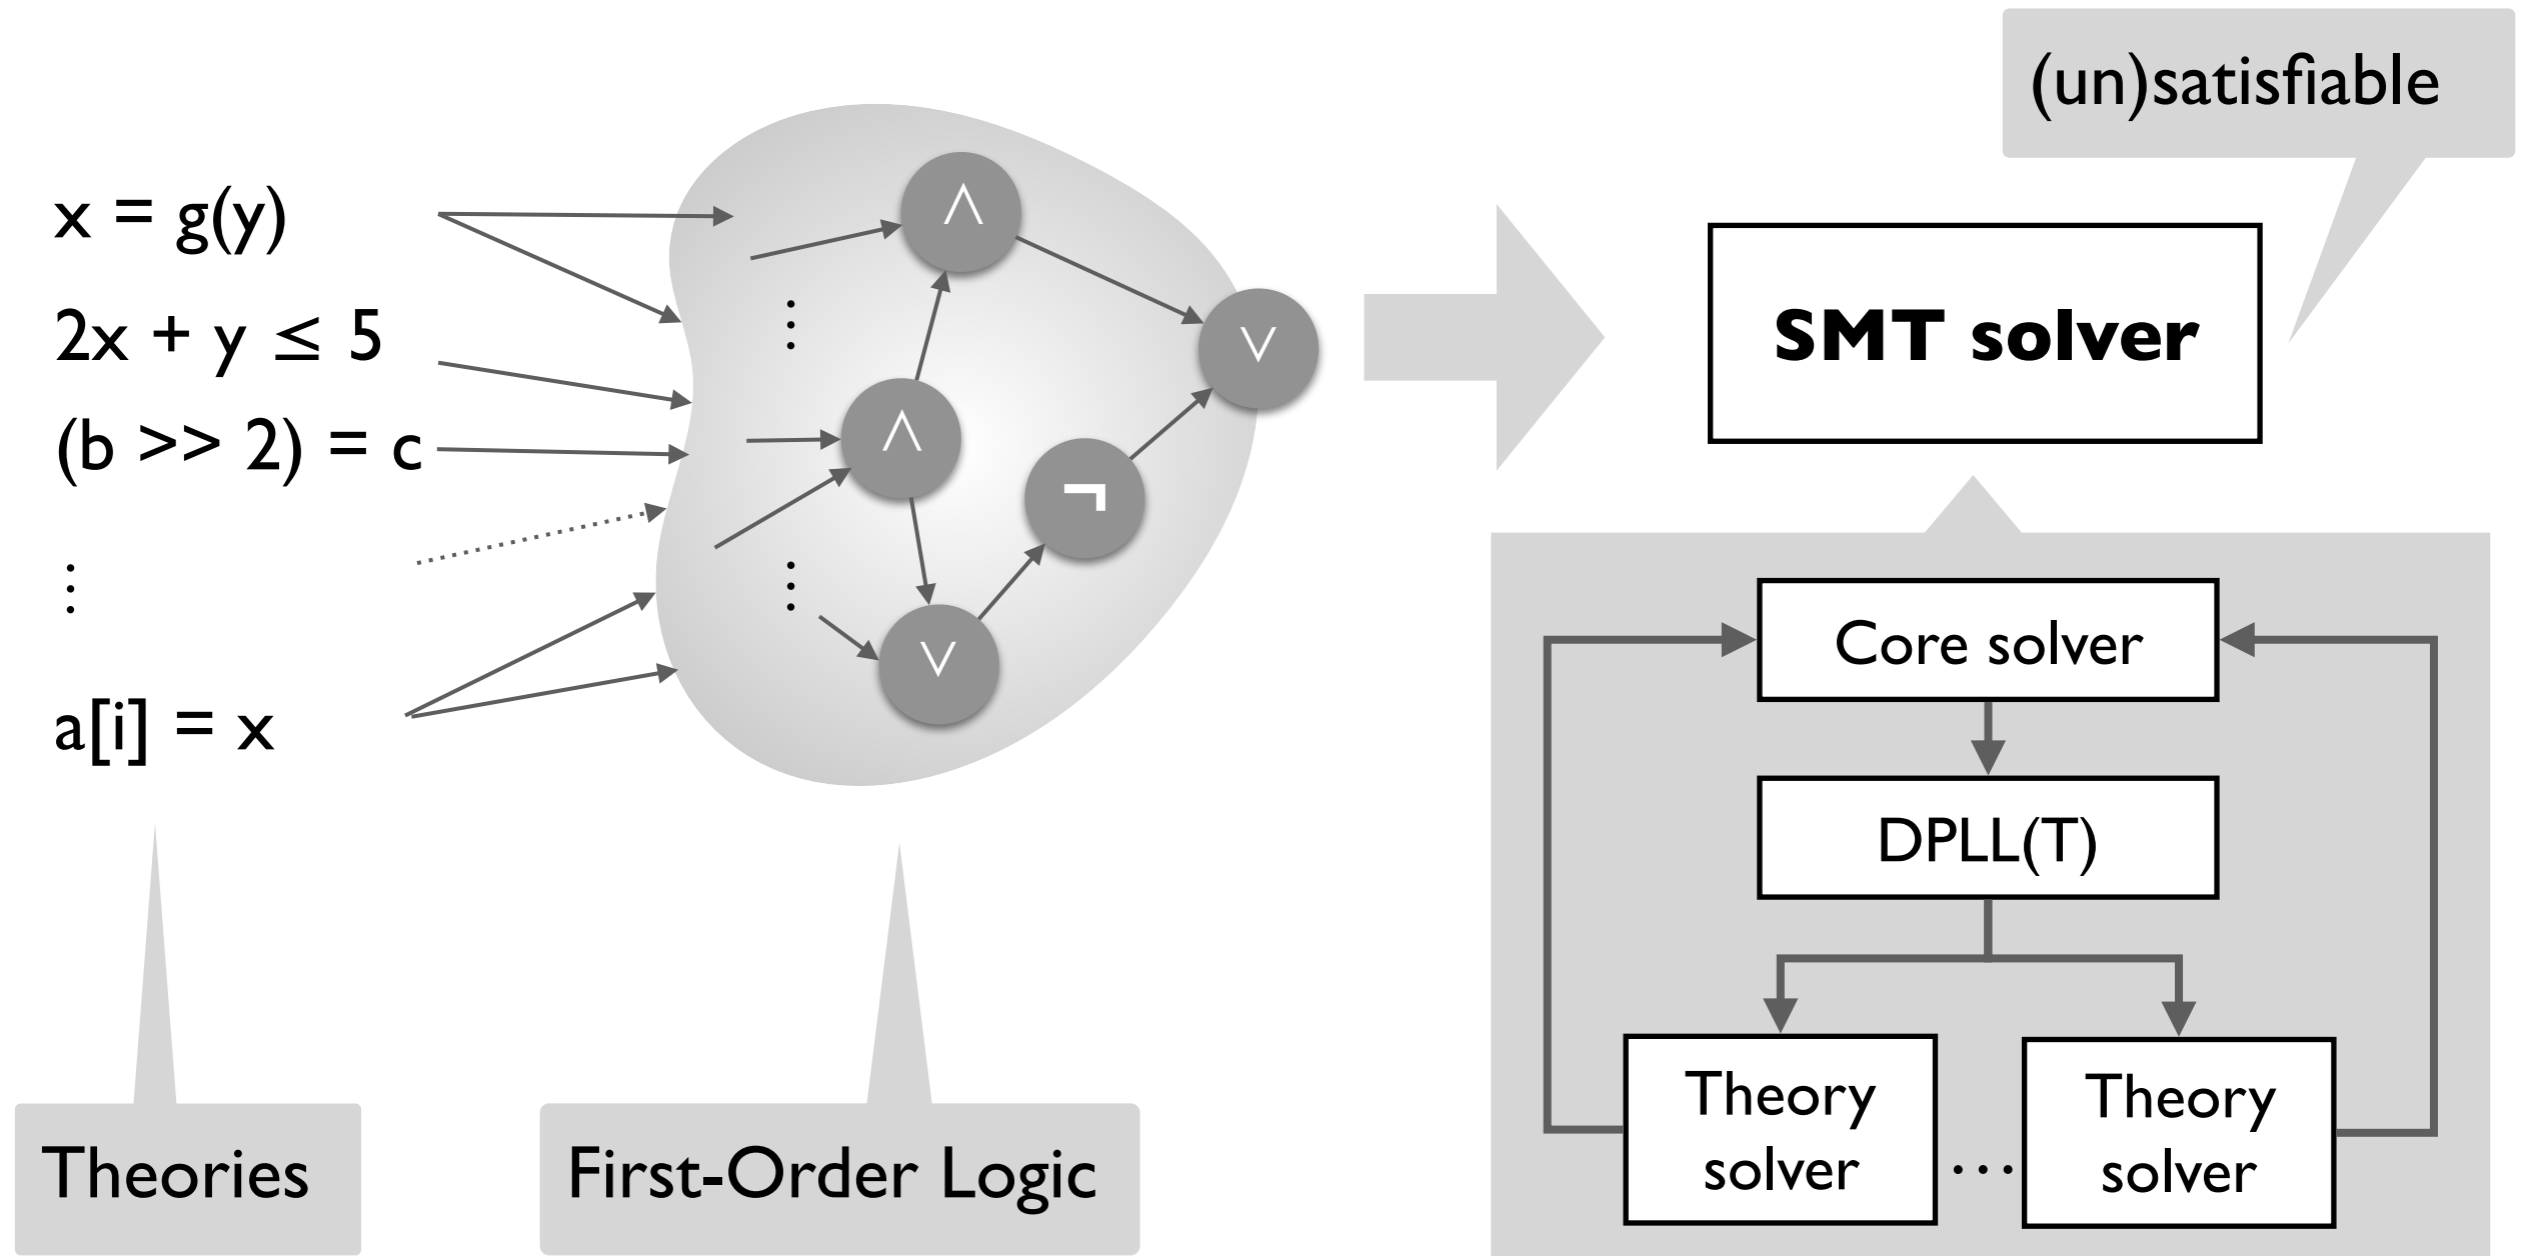 (un)satisfiable
x = g(y)
2x + y ≤ 5
(b >> 2) = c
⋮
a[i] = x
∧
⋮
∧
∨
¬
⋮
∨
SMT solver
Core solver
DPLL(T)
Theory
solver
…
Theory
solver
Theories
First-Order Logic